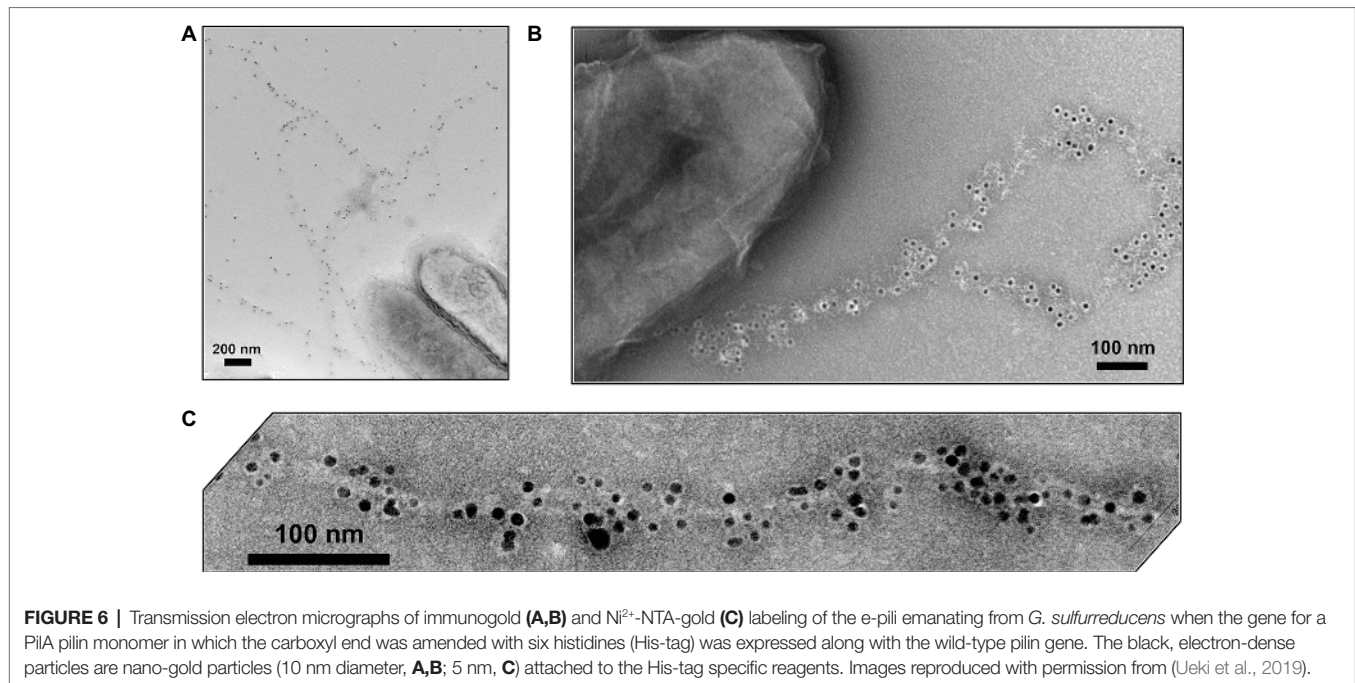 A
B
200 nm
100 nm
C
100 nm
FIGURE 6 | Transmission electron micrographs of immunogold (A,B) and Ni²⁺-NTA-gold (C) labeling of the e-pili emanating from G. sulfurreducens when the gene for a
PilA pilin monomer in which the carboxyl end was amended with six histidines (His-tag) was expressed along with the wild-type pilin gene. The black, electron-dense
particles are nano-gold particles (10 nm diameter, A,B; 5 nm, C) attached to the His-tag specific reagents. Images reproduced with permission from (Ueki et al., 2019).